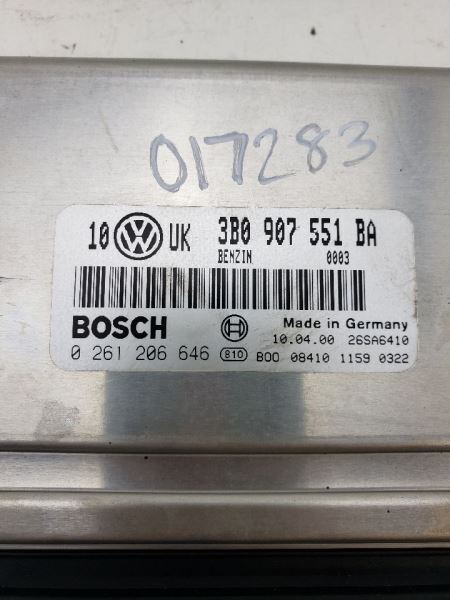 017283
10 VW UK 3B0 907 551 BA
BENZIN 0003
BOSCH Made in Germany
10.04.00 26SA6410
0 261 206 646 810 B00 08410 1159 0322